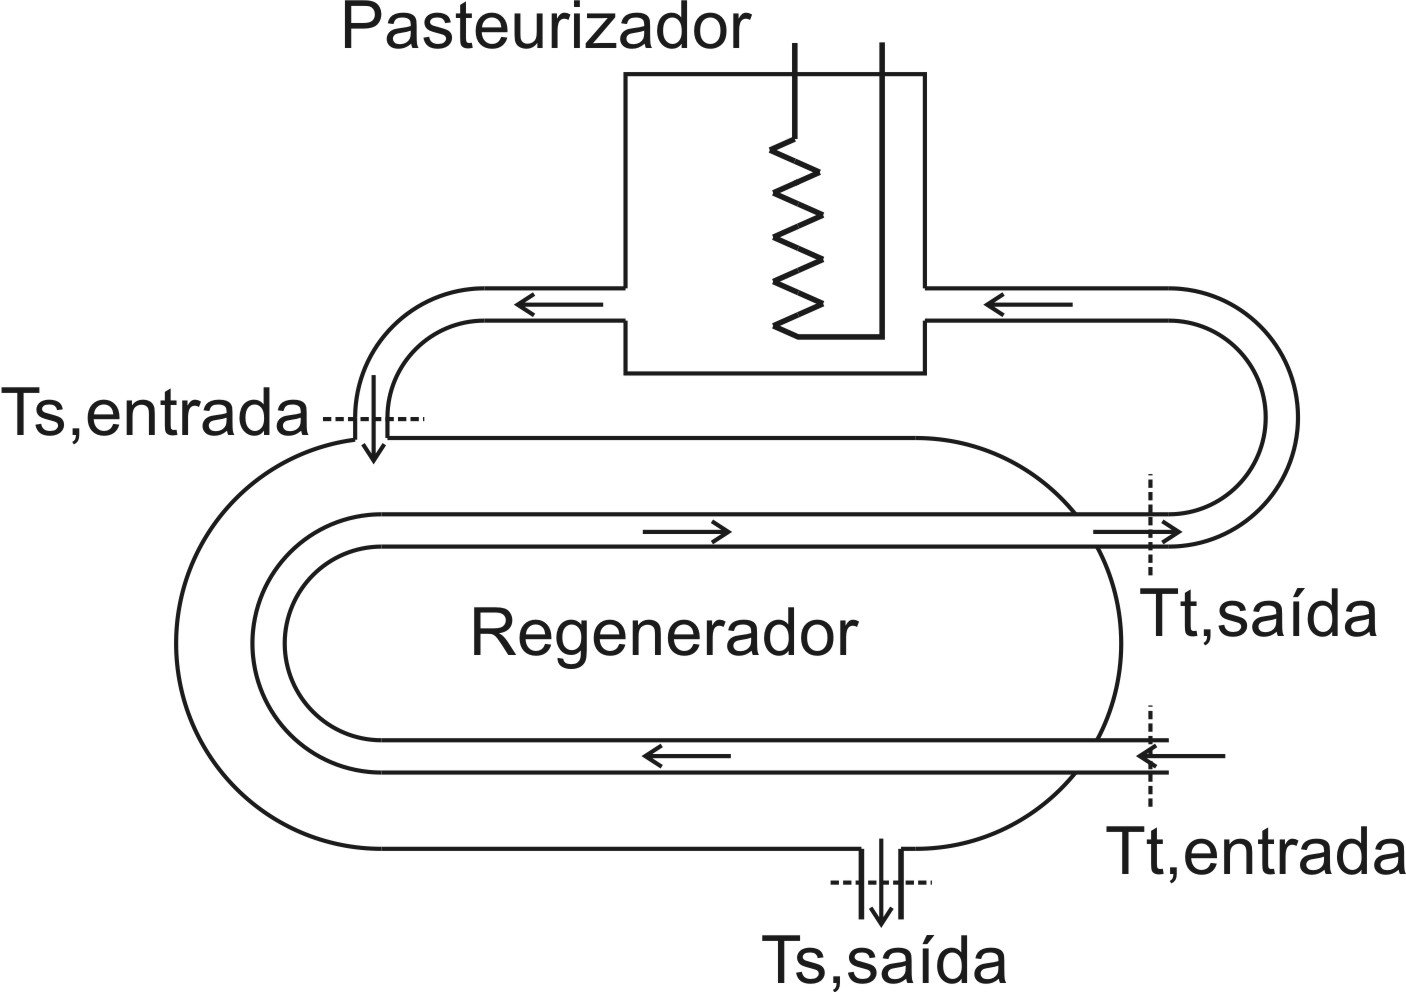 Pasteurizador
Ts,entrada
Tt,saída
Regenerador
Tt,entrada
Ts,saída